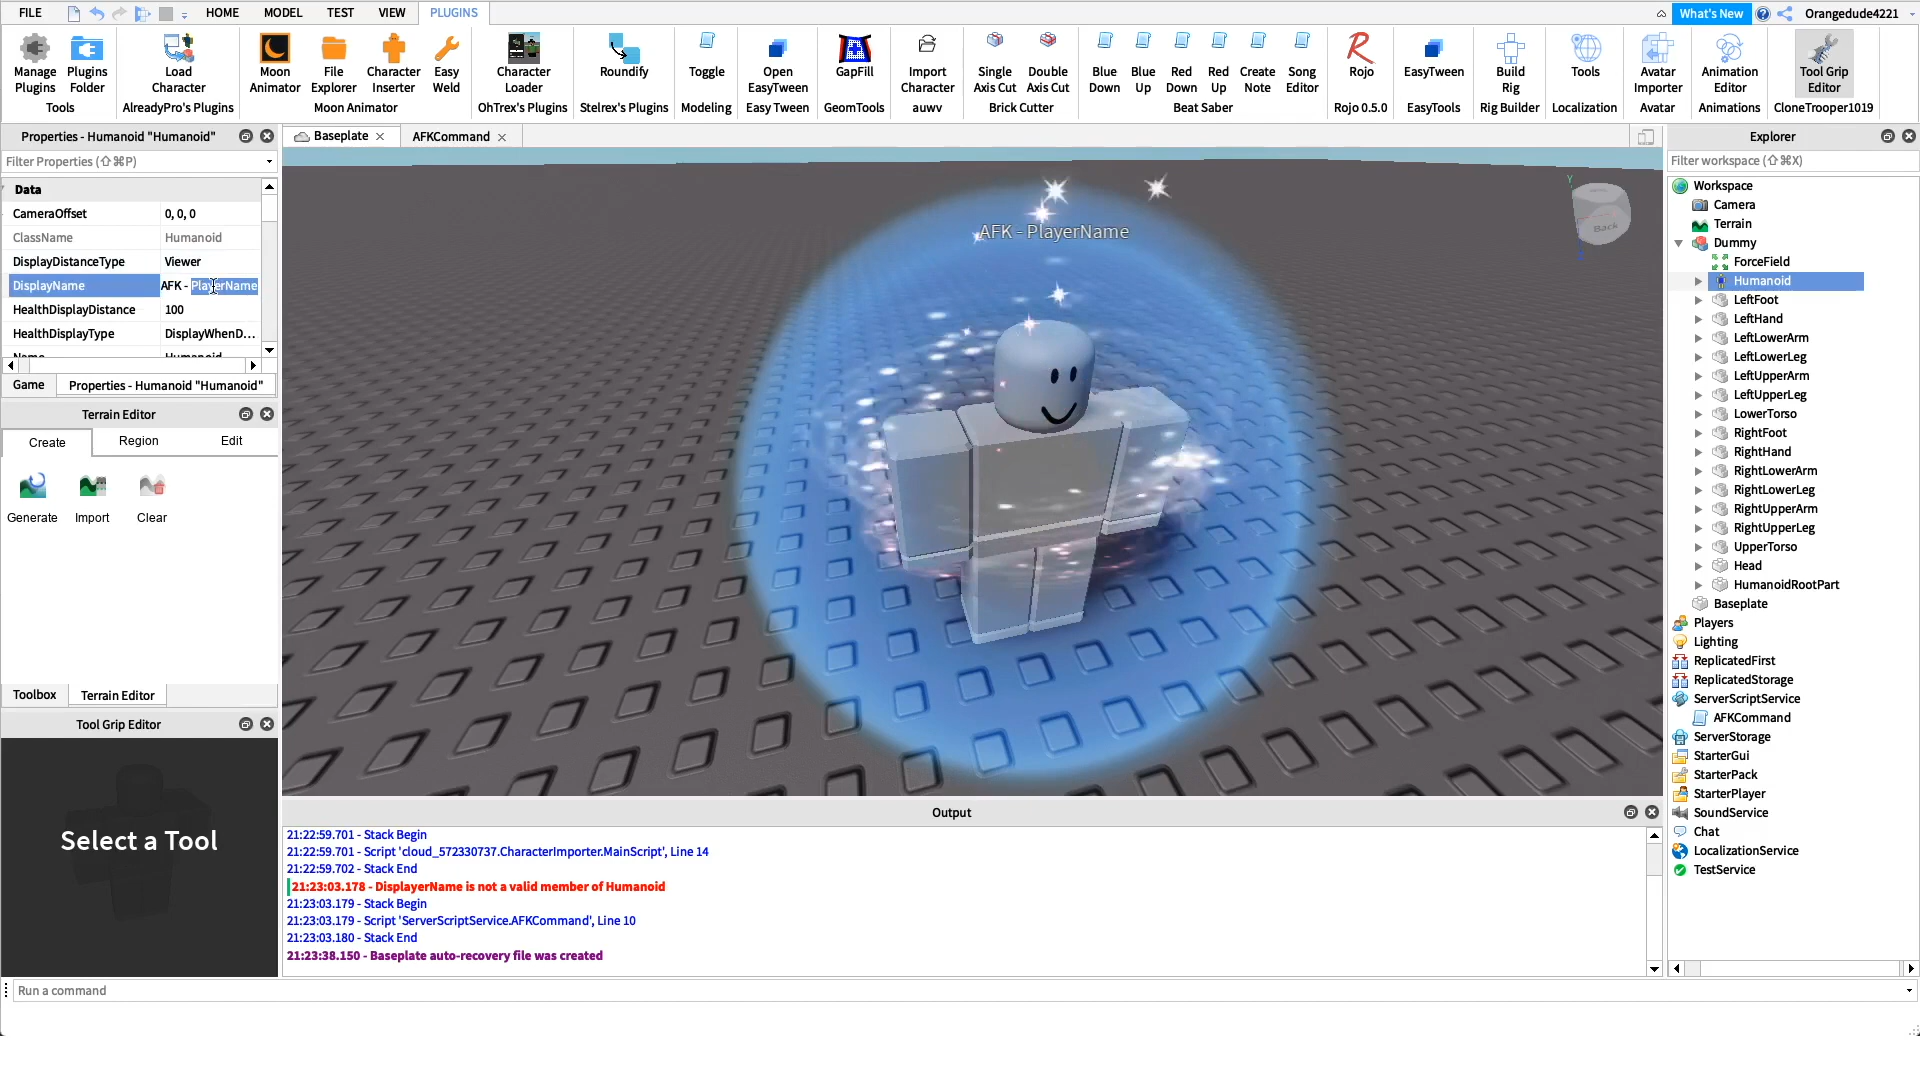 FILE HOME MODEL TEST VIEW PLUGINS What's New Orangedude4221
Manage Plugins
Plugins Folder
Tools
Load Character
AlreadyPro's Plugins
Moon Animator
File Explorer
Character Inserter
Easy Weld
Moon Animator
Character Loader
OhTrex's Plugins
Roundify
Stelrex's Plugins
Toggle
Modeling
Open EasyTween
Easy Tween
GapFill
GeomTools
Import Character
auwv
Single Axis Cut
Double Axis Cut
Brick Cutter
Blue Down
Blue Up
Red Down
Red Up
Create Note
Song Editor
Beat Saber
Rojo
Rojo 0.5.0
EasyTween
EasyTools
Build Rig
Rig Builder
Tools
Localization
Avatar Importer
Avatar
Animation Editor
Animations
Tool Grip Editor
CloneTrooper1019
Properties - Humanoid "Humanoid"
Filter Properties (⇧⌘P)
Data
CameraOffset 0, 0, 0
ClassName Humanoid
DisplayDistanceType Viewer
DisplayName AFK - PlayerName
HealthDisplayDistance 100
HealthDisplayType DisplayWhenD...
Name Humanoid
Game Properties - Humanoid "Humanoid"
Terrain Editor
Create Region Edit
Generate Import Clear
Toolbox Terrain Editor
Tool Grip Editor
Select a Tool
Baseplate AFKCommand
AFK - PlayerName
Y
Back
Output
21:22:59.701 - Stack Begin
21:22:59.701 - Script 'cloud_572330737.CharacterImporter.MainScript', Line 14
21:22:59.702 - Stack End
21:23:03.178 - DisplayerName is not a valid member of Humanoid
21:23:03.179 - Stack Begin
21:23:03.179 - Script 'ServerScriptService.AFKCommand', Line 10
21:23:03.180 - Stack End
21:23:38.150 - Baseplate auto-recovery file was created
Explorer
Filter workspace (⇧⌘X)
Workspace
Camera
Terrain
Dummy
ForceField
Humanoid
LeftFoot
LeftHand
LeftLowerArm
LeftLowerLeg
LeftUpperArm
LeftUpperLeg
LowerTorso
RightFoot
RightHand
RightLowerArm
RightLowerLeg
RightUpperArm
RightUpperLeg
UpperTorso
Head
HumanoidRootPart
Baseplate
Players
Lighting
ReplicatedFirst
ReplicatedStorage
ServerScriptService
AFKCommand
ServerStorage
StarterGui
StarterPack
StarterPlayer
SoundService
Chat
LocalizationService
TestService
Run a command